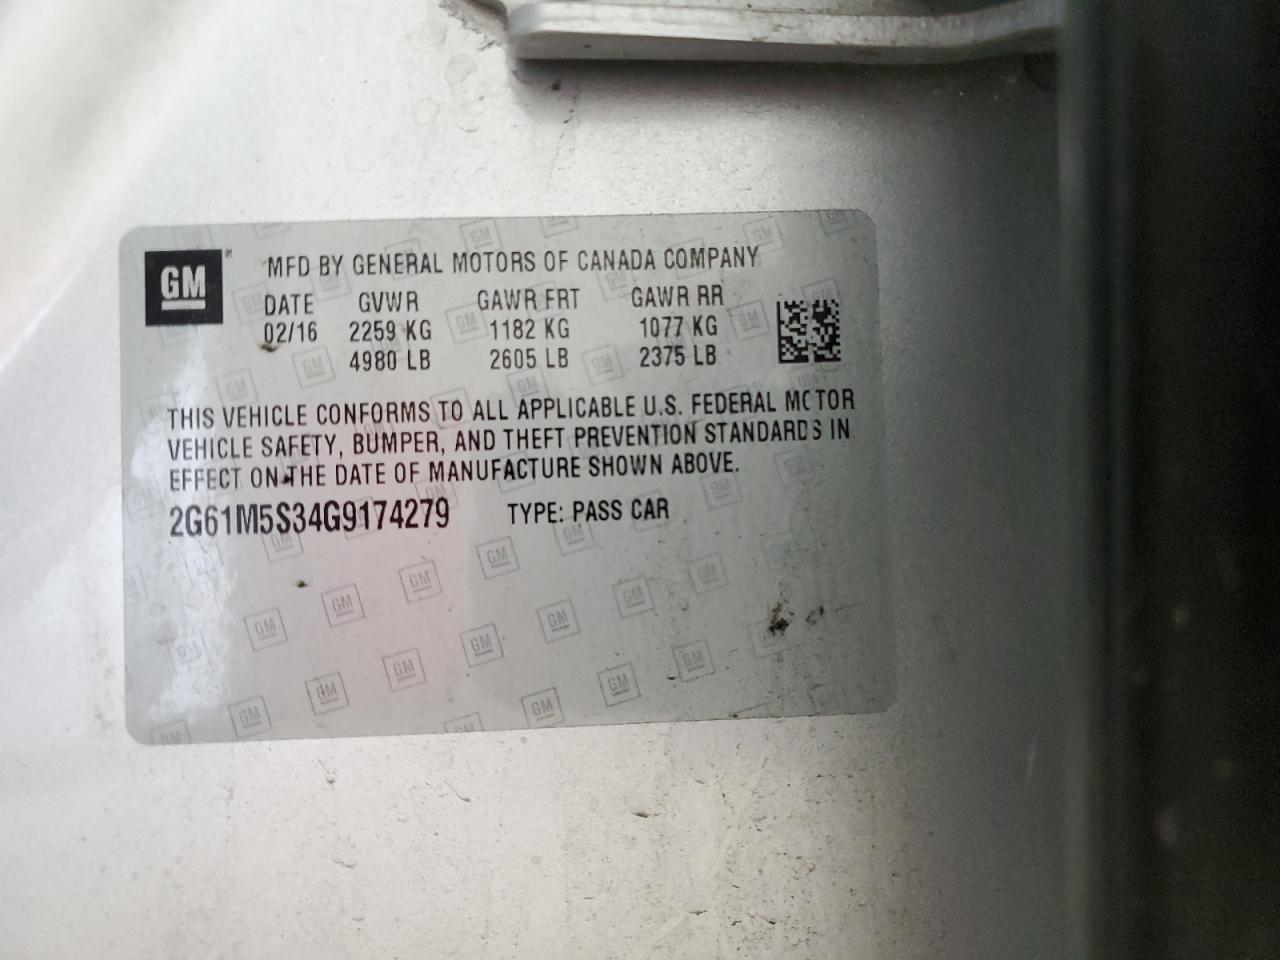 GM®
MFD BY GENERAL MOTORS OF CANADA COMPANY
DATE GVWR GAWR FRT GAWR RR
02/16 2259 KG 1182 KG 1077 KG
4980 LB 2605 LB 2375 LB
THIS VEHICLE CONFORMS TO ALL APPLICABLE U.S. FEDERAL MOTOR
VEHICLE SAFETY, BUMPER, AND THEFT PREVENTION STANDARDS IN
EFFECT ON THE DATE OF MANUFACTURE SHOWN ABOVE.
2G61M5S34G9174279 TYPE: PASS CAR